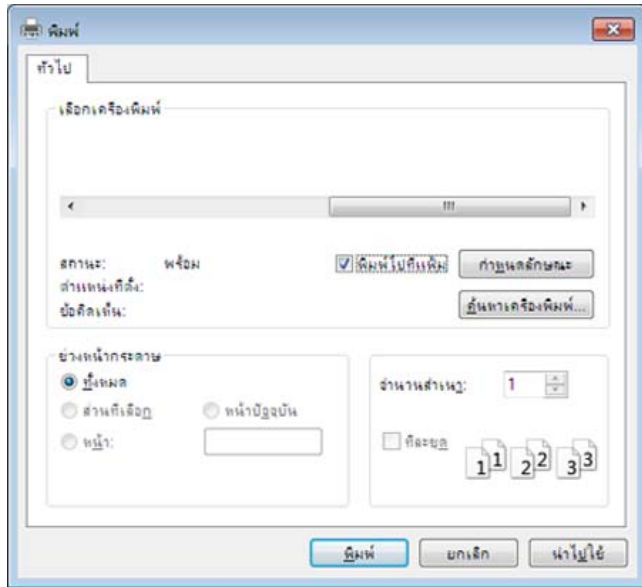 พิมพ์
ทั่วไป
เลือกเครื่องพิมพ์
สถานะ: พร้อม
พิมพ์ไปที่แฟ้ม
กำหนดลักษณะ
ตำแหน่งที่ตั้ง:
ข้อคิดเห็น:
ค้นหาเครื่องพิมพ์...
ช่วงหน้ากระดาษ
ทั้งหมด
ส่วนที่เลือก หน้าปัจจุบัน
หน้า:
จำนวนสำเนา: 1
ทีละชุด
1 1 2 2 3 3
พิมพ์ ยกเลิก นำไปใช้